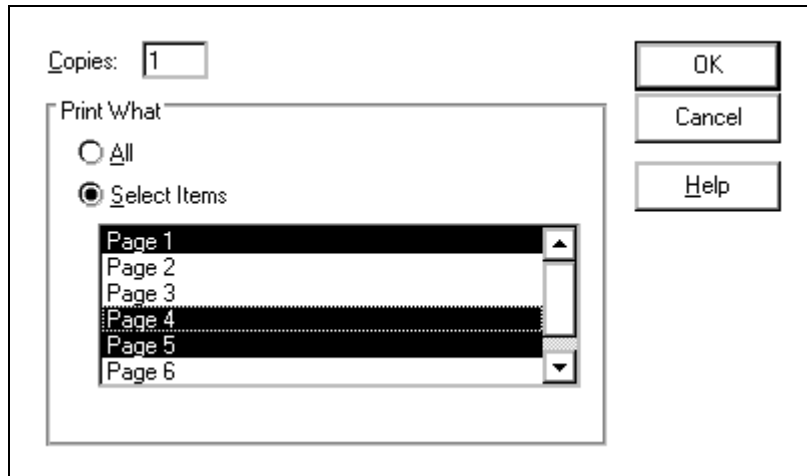 Copies: 1
OK
Cancel
Help
Print What
All
Select Items
Page 1
Page 2
Page 3
Page 4
Page 5
Page 6